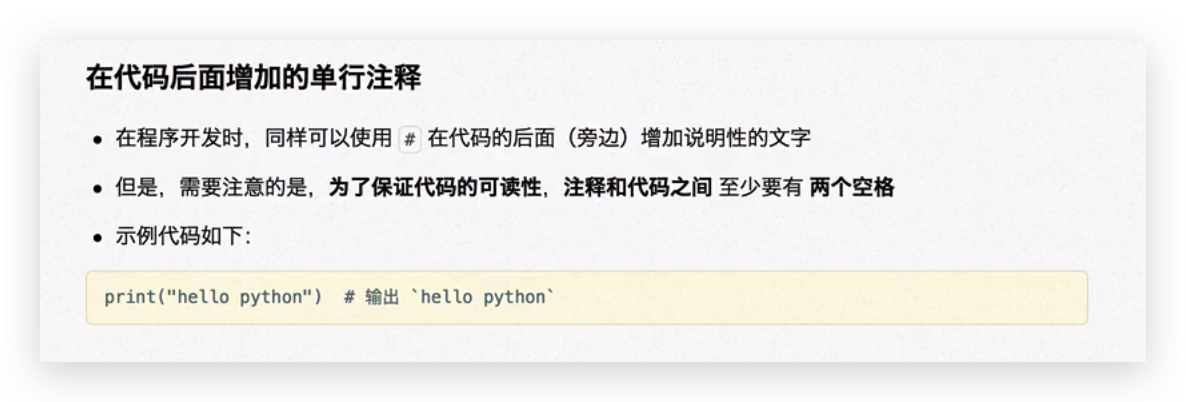 在代码后面增加的单行注释
• 在程序开发时，同样可以使用 # 在代码的后面（旁边）增加说明性的文字
• 但是，需要注意的是，为了保证代码的可读性，注释和代码之间 至少要有 两个空格
• 示例代码如下：
print("hello python")  # 输出 `hello python`